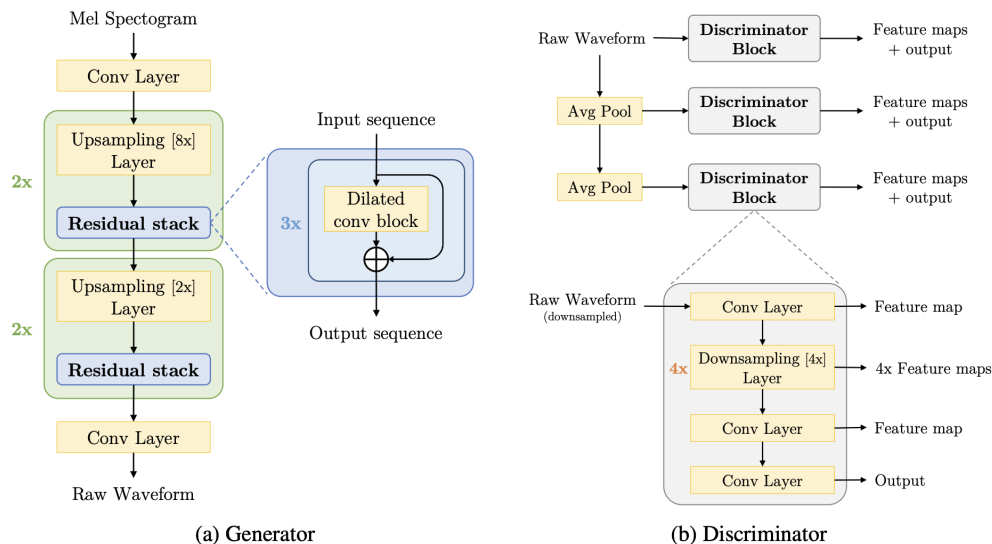 Mel Spectogram
Conv Layer
2x
Upsampling [8x]
Layer
Residual stack
2x
Upsampling [2x]
Layer
Residual stack
Conv Layer
Raw Waveform
Input sequence
3x
Dilated
conv block
Output sequence
(a) Generator
Raw Waveform
Discriminator
Block
Feature maps
+ output
Avg Pool
Discriminator
Block
Feature maps
+ output
Avg Pool
Discriminator
Block
Feature maps
+ output
Raw Waveform
(downsampled)
Conv Layer
Feature map
4x
Downsampling [4x]
Layer
4x Feature maps
Conv Layer
Feature map
Conv Layer
Output
(b) Discriminator